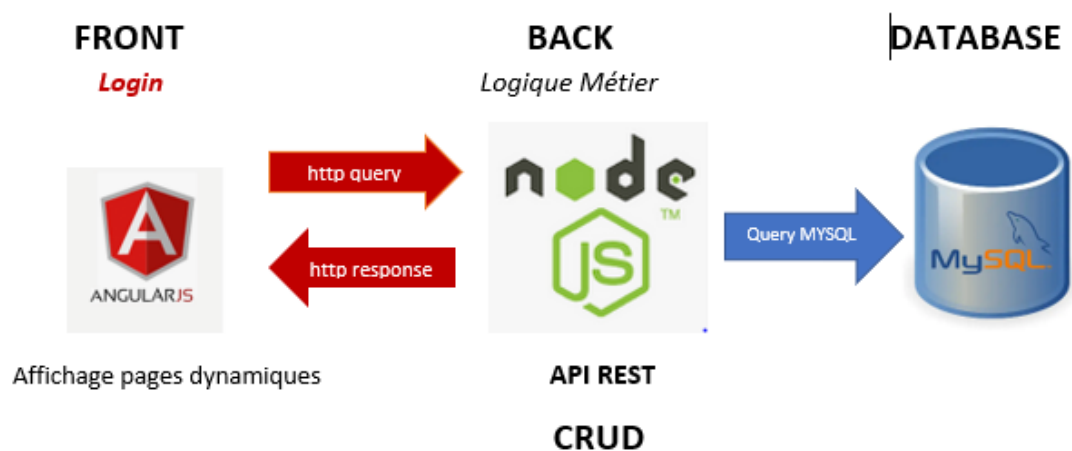 FRONT
BACK
DATABASE
Login
Logique Métier
http query
node
TM
JS
Query MYSQL
MySQL
http response
A
ANGULARJS
Affichage pages dynamiques
API REST
CRUD